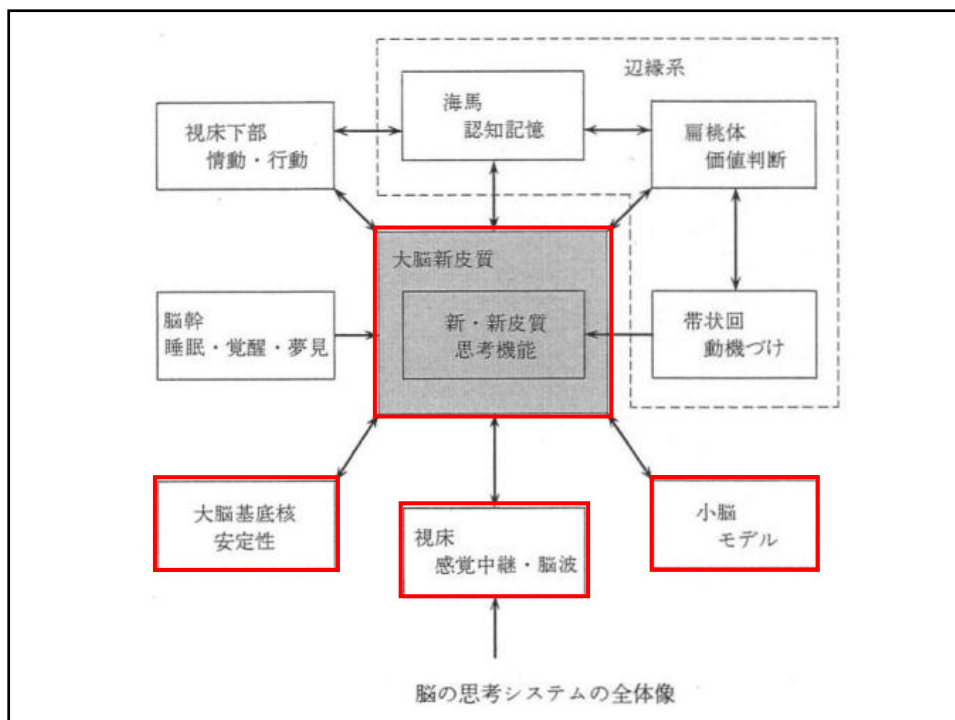 辺縁系
海馬
認知記憶
視床下部
情動・行動
扁桃体
価値判断
大脳新皮質
新・新皮質
思考機能
脳幹
睡眠・覚醒・夢見
帯状回
動機づけ
大脳基底核
安定性
視床
感覚中継・脳波
小脳
モデル
脳の思考システムの全体像